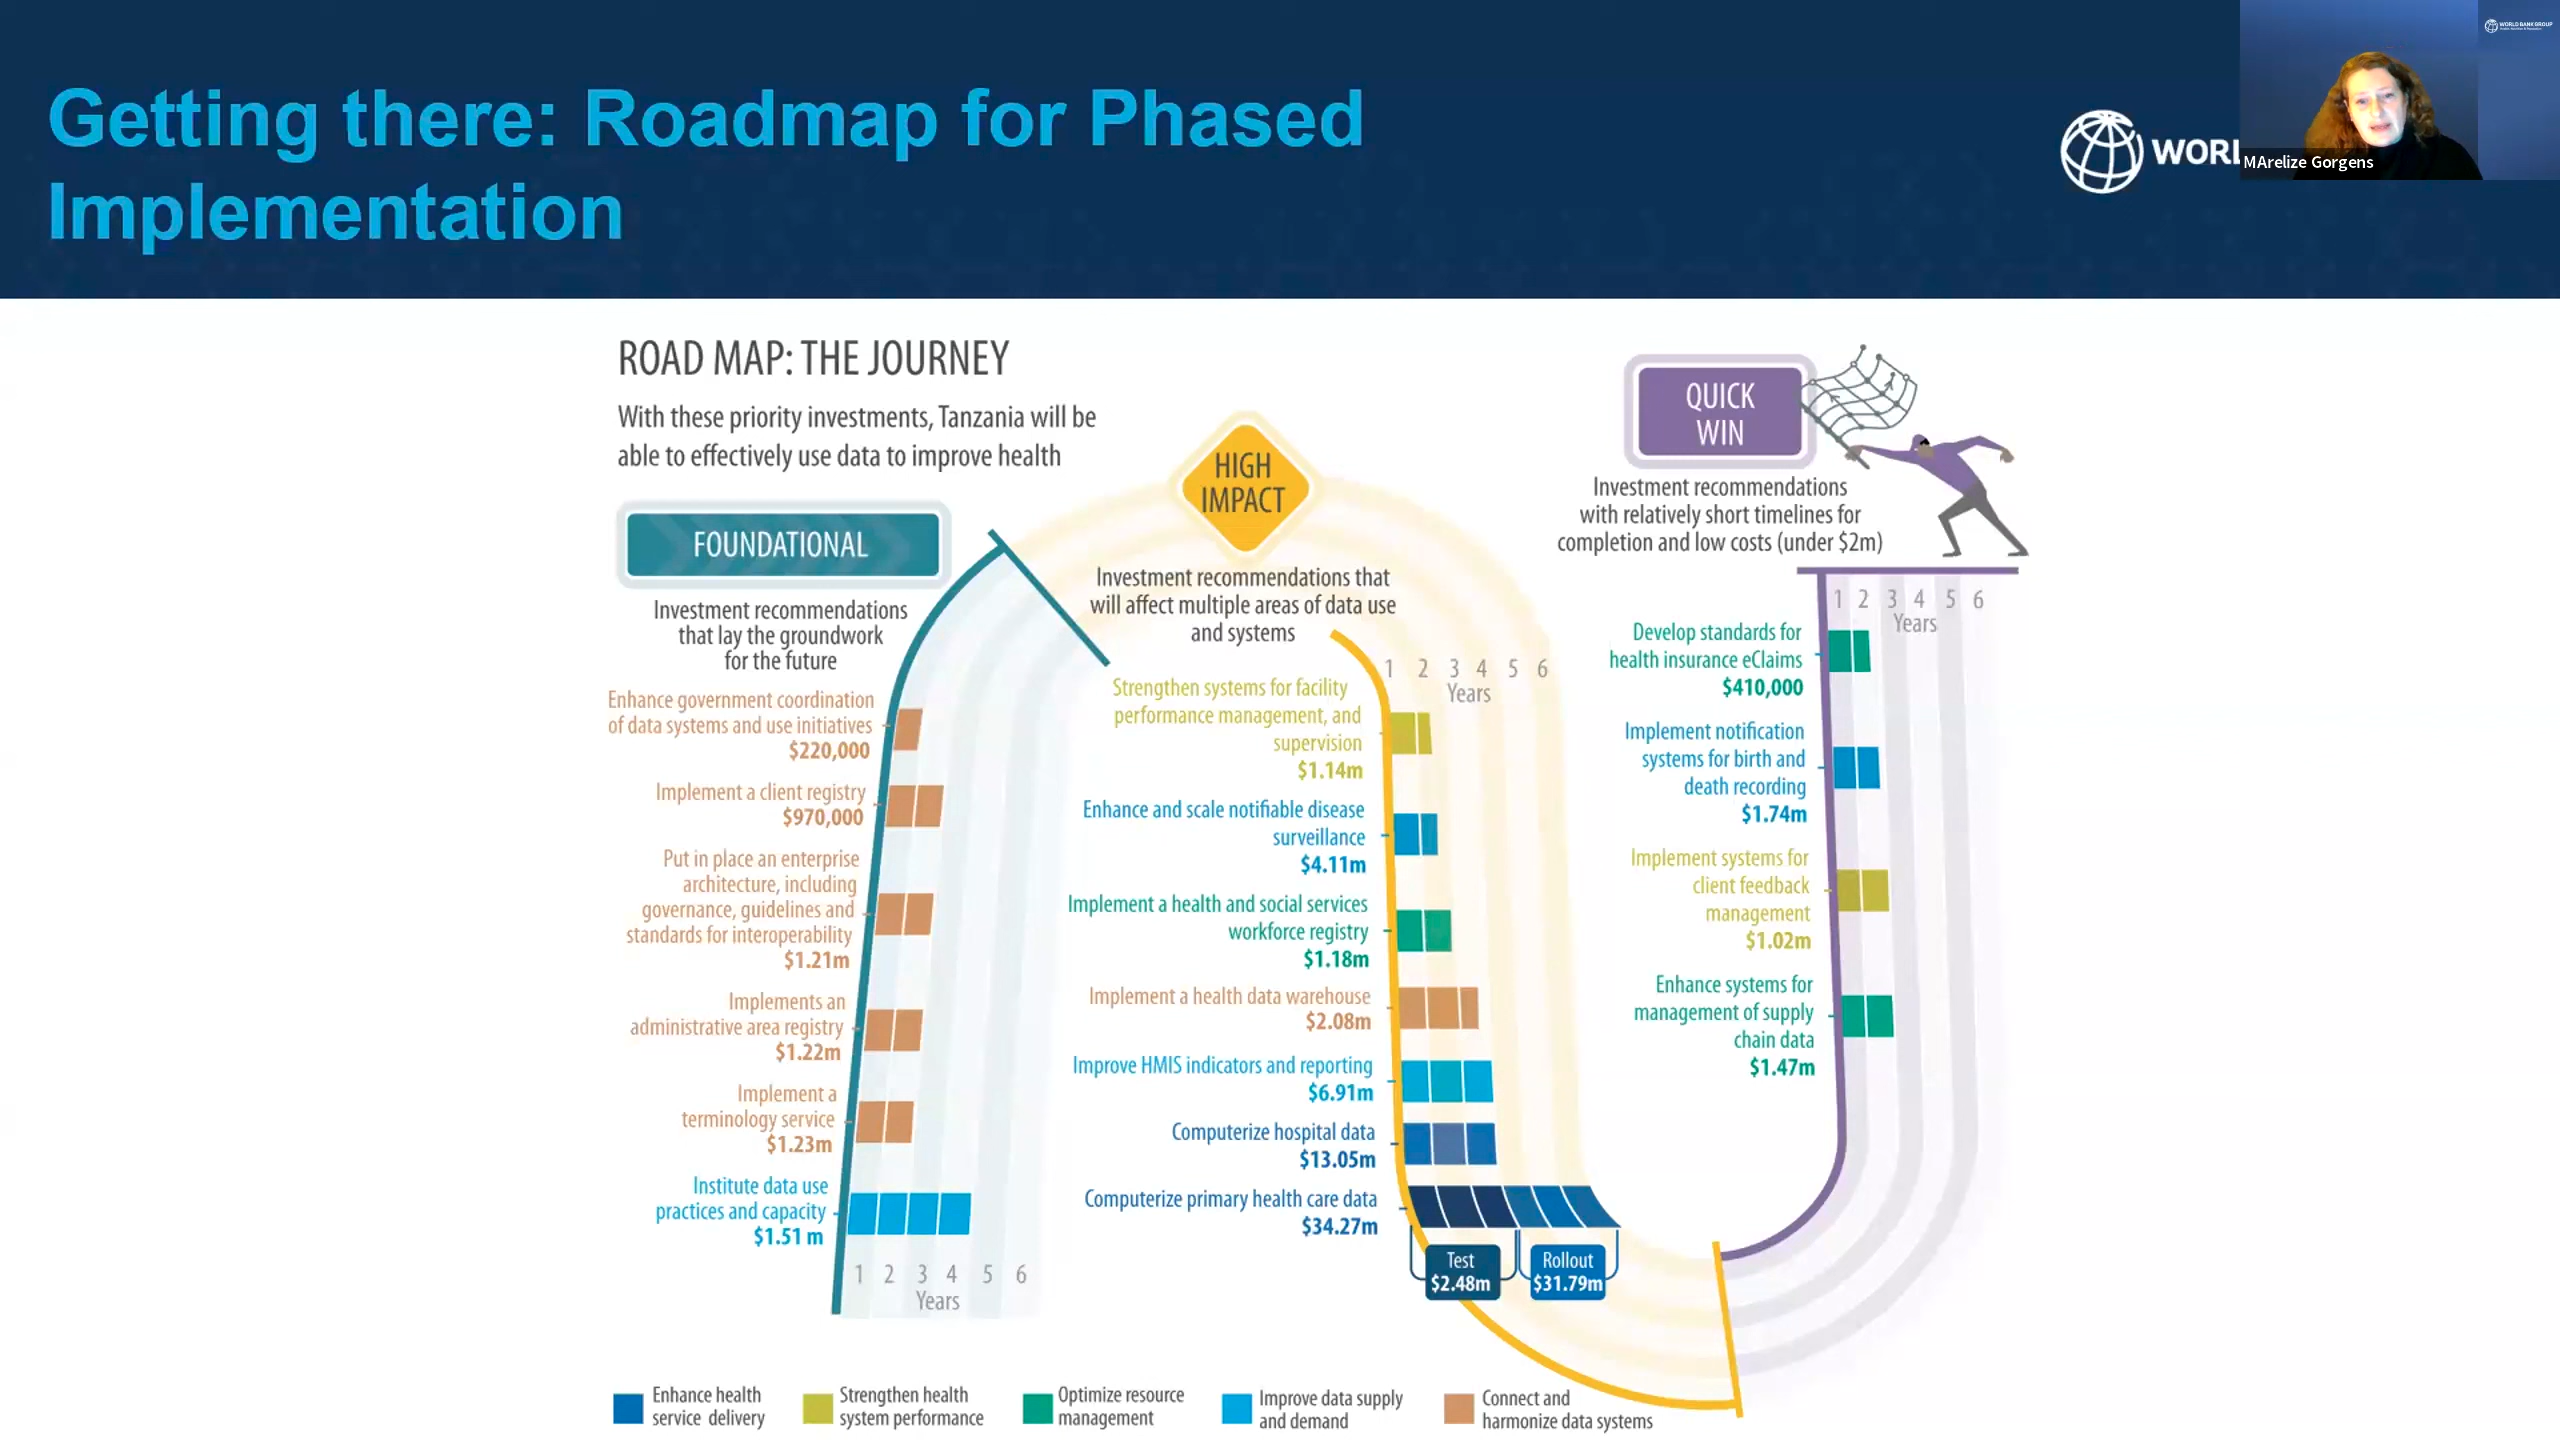 Getting there: Roadmap for Phased
Implementation
WORL
WORLD BANK GROUP
MArelize Gorgens
ROAD MAP: THE JOURNEY
With these priority investments, Tanzania will be
able to effectively use data to improve health
FOUNDATIONAL
Investment recommendations
that lay the groundwork
for the future
Enhance government coordination
of data systems and use initiatives
$220,000
Implement a client registry
$970,000
Put in place an enterprise
architecture, including
governance, guidelines and
standards for interoperability
$1.21m
Implements an
administrative area registry
$1.22m
Implement a
terminology service
$1.23m
Institute data use
practices and capacity
$1.51 m
1 2 3 4 5 6
Years
HIGH
IMPACT
Investment recommendations that
will affect multiple areas of data use
and systems
1 2 3 4 5 6
Years
Strengthen systems for facility
performance management, and
supervision
$1.14m
Enhance and scale notifiable disease
surveillance
$4.11m
Implement a health and social services
workforce registry
$1.18m
Implement a health data warehouse
$2.08m
Improve HMIS indicators and reporting
$6.91m
Computerize hospital data
$13.05m
Computerize primary health care data
$34.27m
Test
$2.48m
Rollout
$31.79m
QUICK
WIN
Investment recommendations
with relatively short timelines for
completion and low costs (under $2m)
1 2 3 4 5 6
Years
Develop standards for
health insurance eClaims
$410,000
Implement notification
systems for birth and
death recording
$1.74m
Implement systems for
client feedback
management
$1.02m
Enhance systems for
management of supply
chain data
$1.47m
Enhance health
service delivery
Strengthen health
system performance
Optimize resource
management
Improve data supply
and demand
Connect and
harmonize data systems